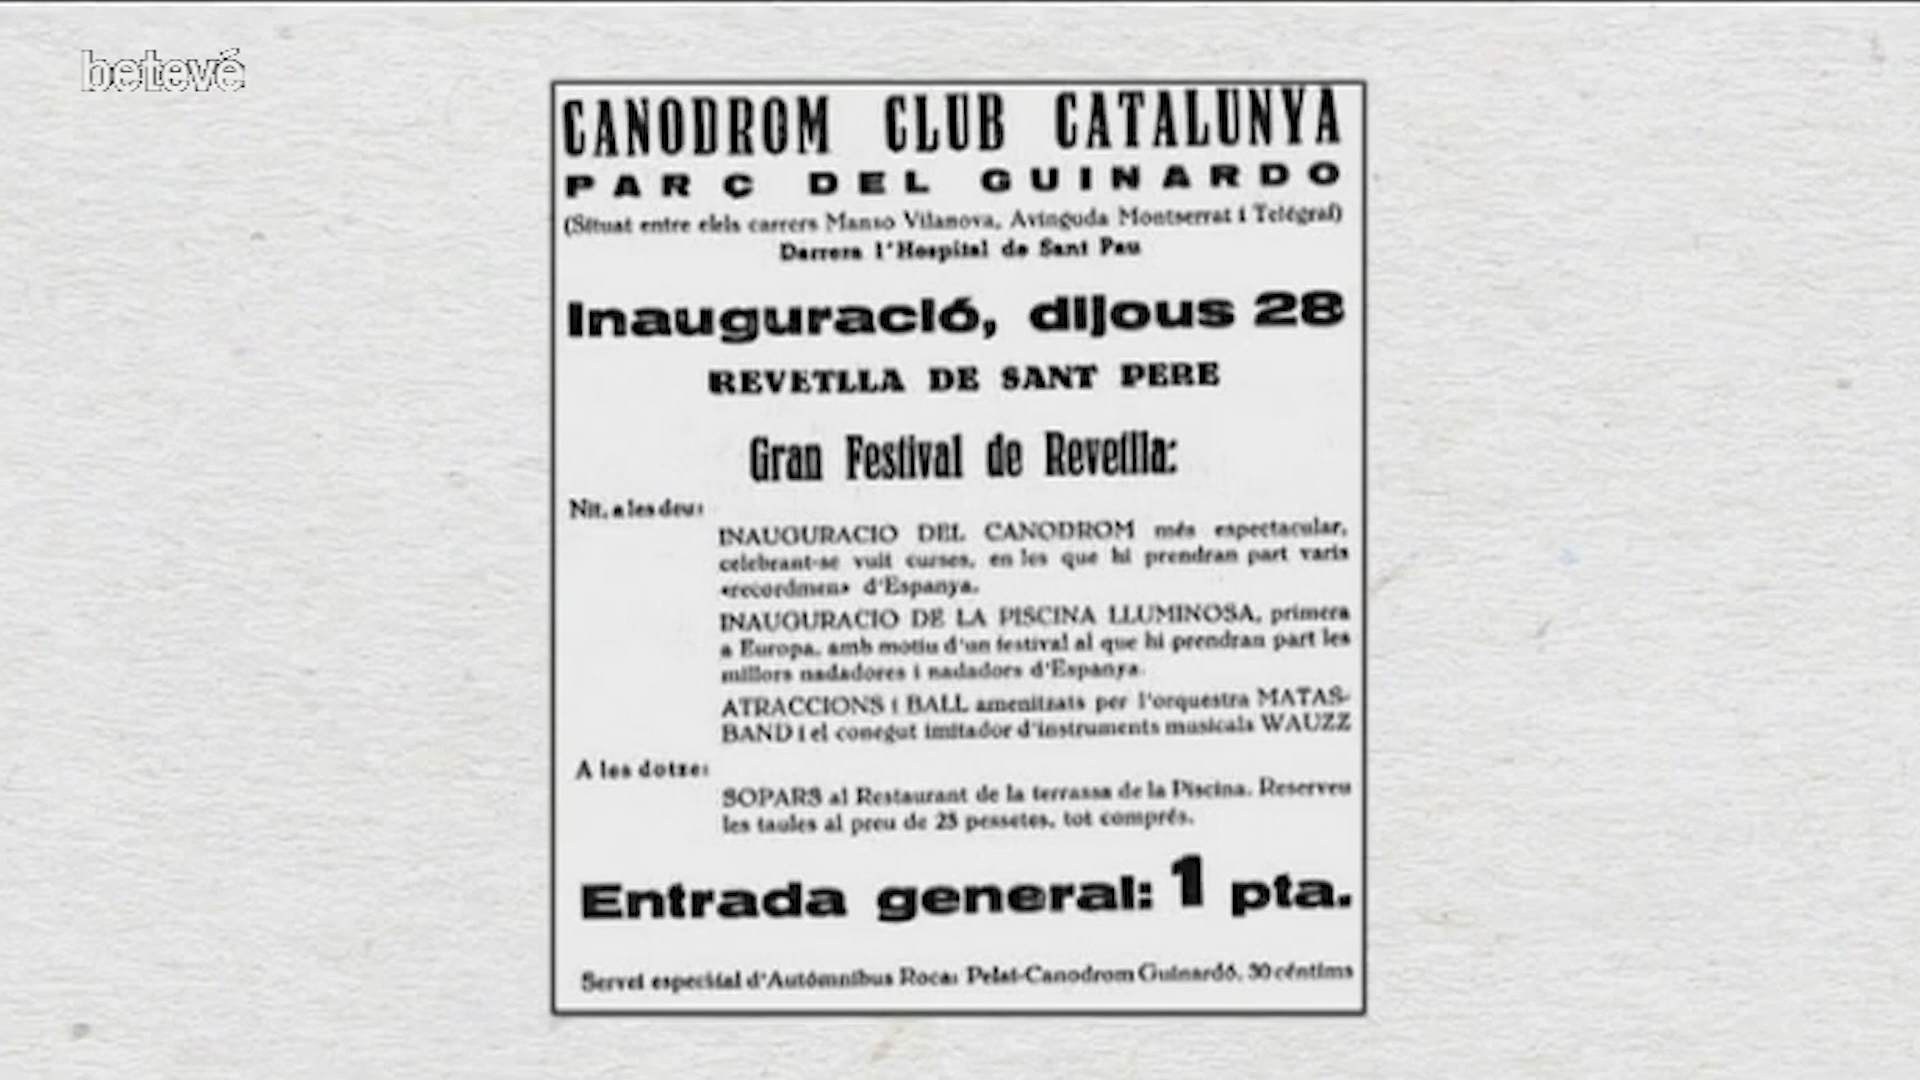 betevé
CANODROM CLUB CATALUNYA
PARC DEL GUINARDO
(Situat entre elels carrers Manso Vilanova, Avinguda Montserrat i Telégraf)
Darrera l'Hospital de Sant Pau
Inauguració, dijous 28
REVETLLA DE SANT PERE
Gran Festival de Revetlla:
Nit, a les deu:
INAUGURACIO DEL CANODROM més espectacular,
celebrant-se vuit curses, en les que hi prendran part varis
«recordmen» d'Espanya.
INAUGURACIO DE LA PISCINA LLUMINOSA, primera
a Europa, amb motiu d'un festival al que hi prendran part les
millors nadadores i nadadors d'Espanya.
ATRACCIONS i BALL amenitzats per l'orquestra MATAS-
BAND i el conegut imitador d'instruments musicals WAUZZ
A les dotze:
SOPARS al Restaurant de la terrassa de la Piscina. Reserveu
les taules al preu de 25 pessetes, tot comprés.
Entrada general: 1 pta.
Servei especital d'Autómnibus Roca: Pelai-Canodrom Guinardó, 30 céntims